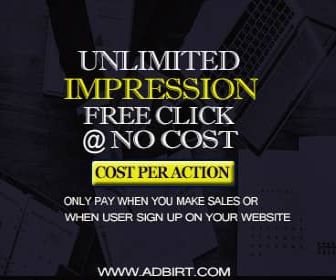 UNLIMITED
IMPRESSION
FREE CLICK
@ NO COST
COST PER ACTION
ONLY PAY WHEN YOU MAKE SALES OR
WHEN USER SIGN UP ON YOUR WEBSITE
WWW.ADBIRT.COM